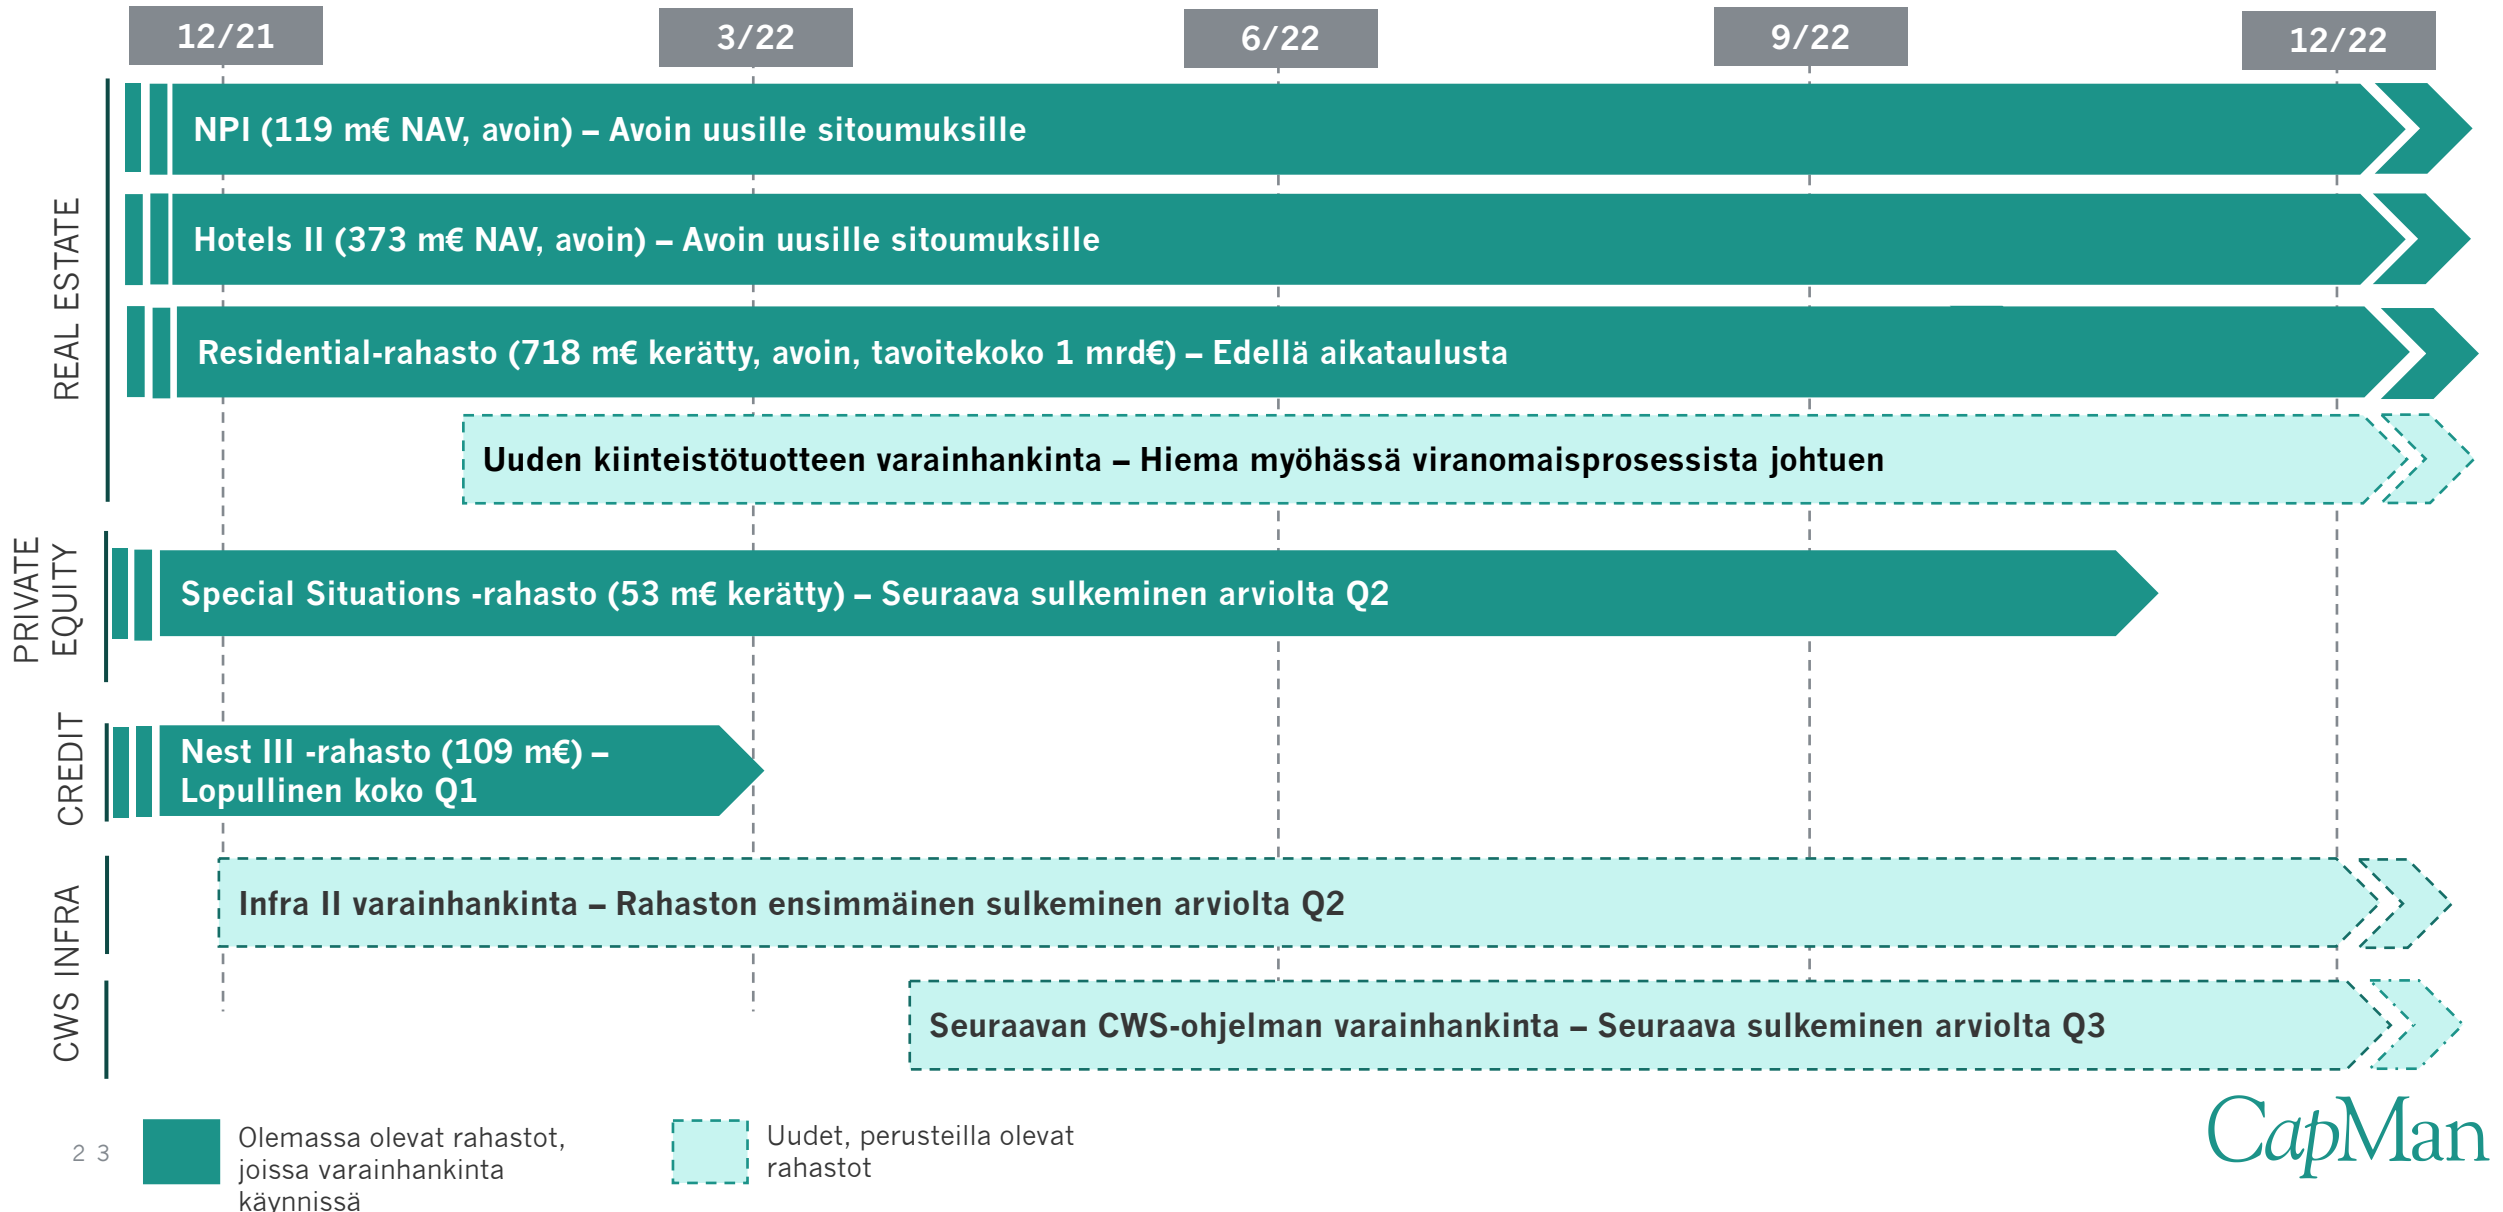 12/21
3/22
6/22
9/22
12/22
REAL ESTATE
NPI (119 m€ NAV, avoin) – Avoin uusille sitoumuksille
Hotels II (373 m€ NAV, avoin) – Avoin uusille sitoumuksille
Residential-rahasto (718 m€ kerätty, avoin, tavoitekoko 1 mrd€) – Edellä aikataulusta
Uuden kiinteistötuotteen varainhankinta – Hiema myöhässä viranomaisprosessista johtuen
PRIVATE
EQUITY
Special Situations -rahasto (53 m€ kerätty) – Seuraava sulkeminen arviolta Q2
CREDIT
Nest III -rahasto (109 m€) –
Lopullinen koko Q1
INFRA
Infra II varainhankinta – Rahaston ensimmäinen sulkeminen arviolta Q2
CWS
Seuraavan CWS-ohjelman varainhankinta – Seuraava sulkeminen arviolta Q3
23
Olemassa olevat rahastot,
joissa varainhankinta
käynnissä
Uudet, perusteilla olevat
rahastot
CapMan